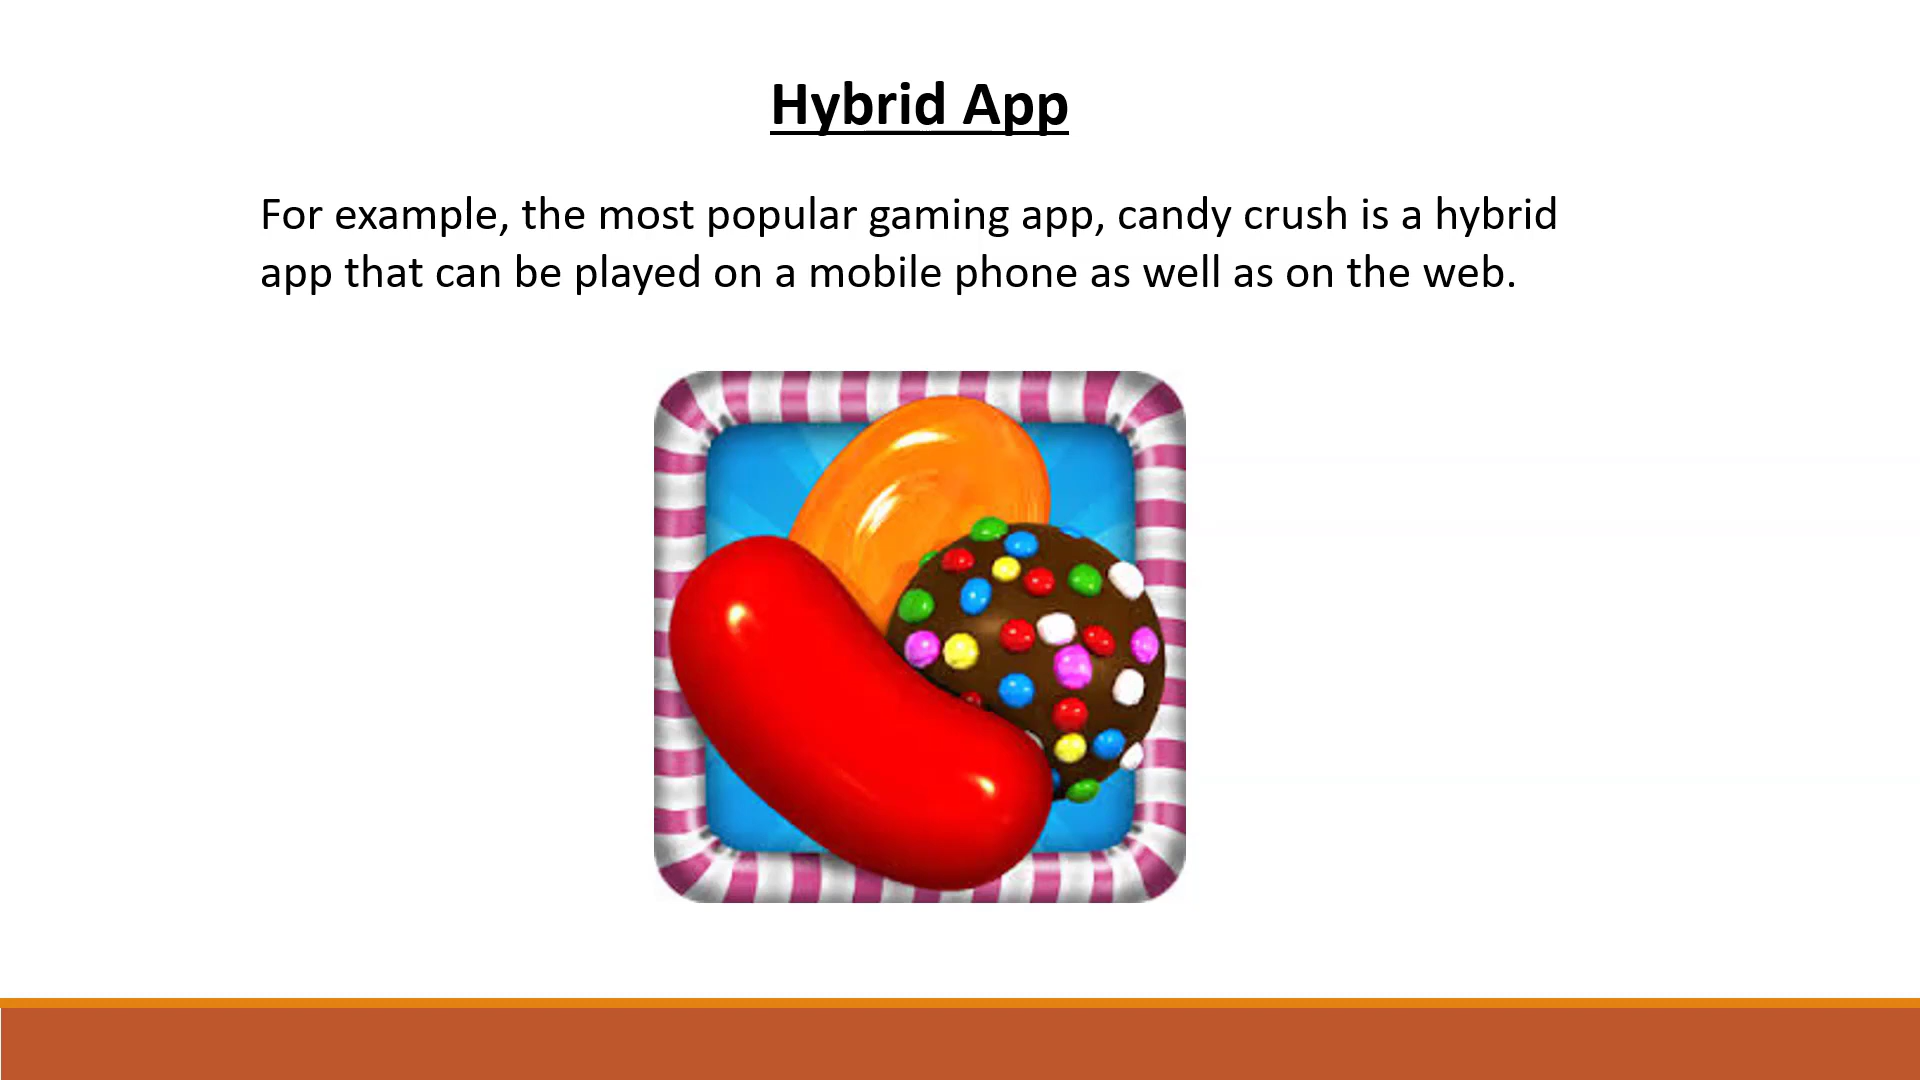 Hybrid App
For example, the most popular gaming app, candy crush is a hybrid
app that can be played on a mobile phone as well as on the web.